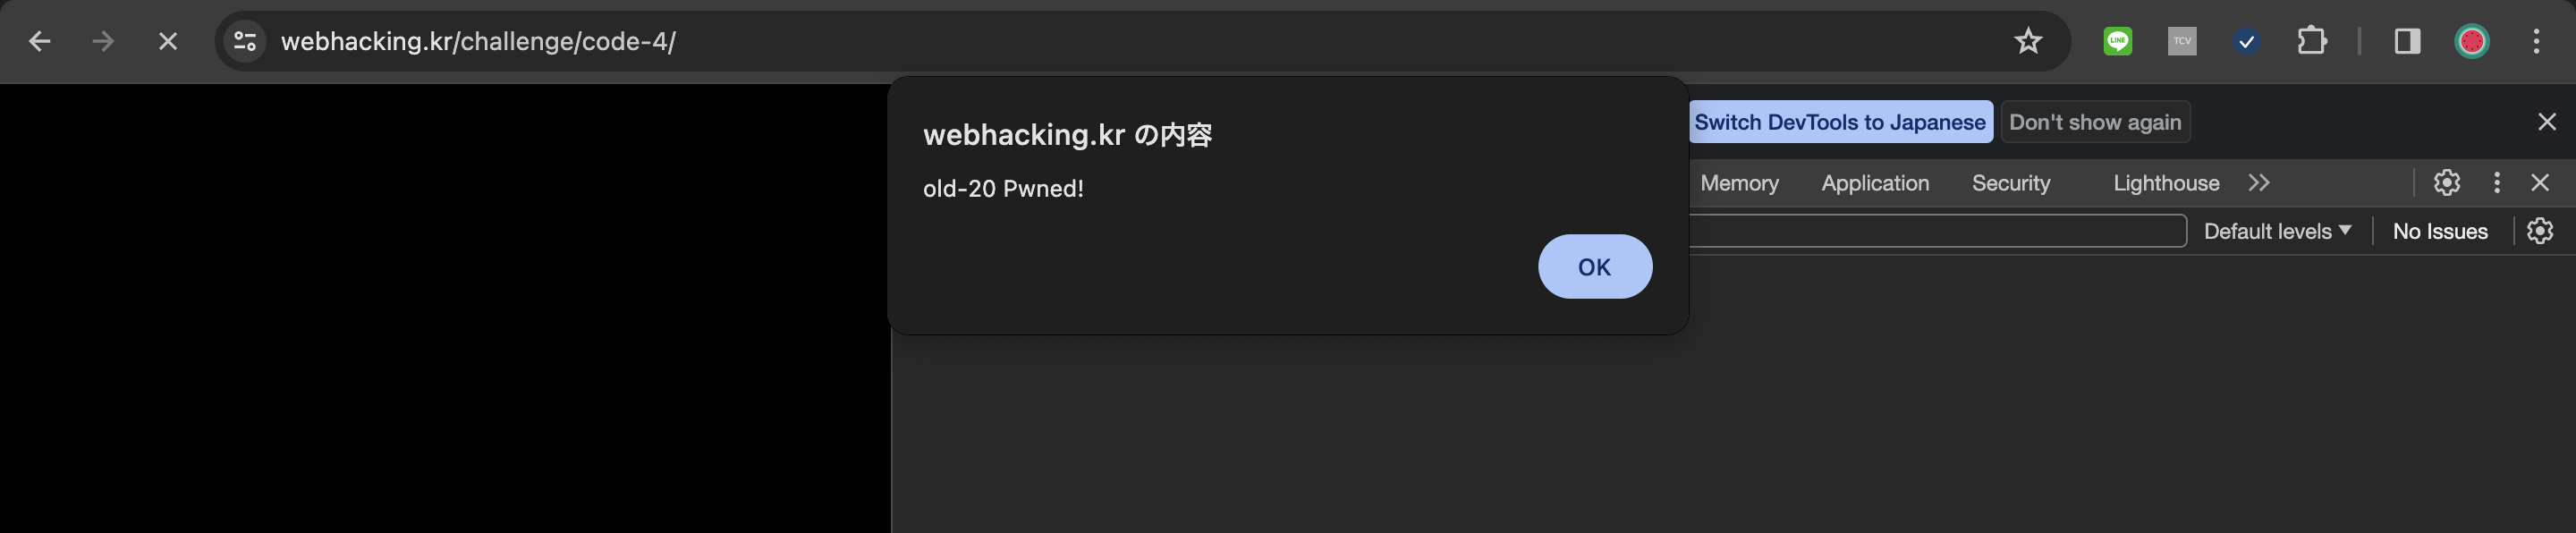 webhacking.kr/challenge/code-4/
LINE
TCV
webhacking.kr の内容
old-20 Pwned!
OK
Switch DevTools to Japanese
Don't show again
Memory
Application
Security
Lighthouse
Default levels
No Issues